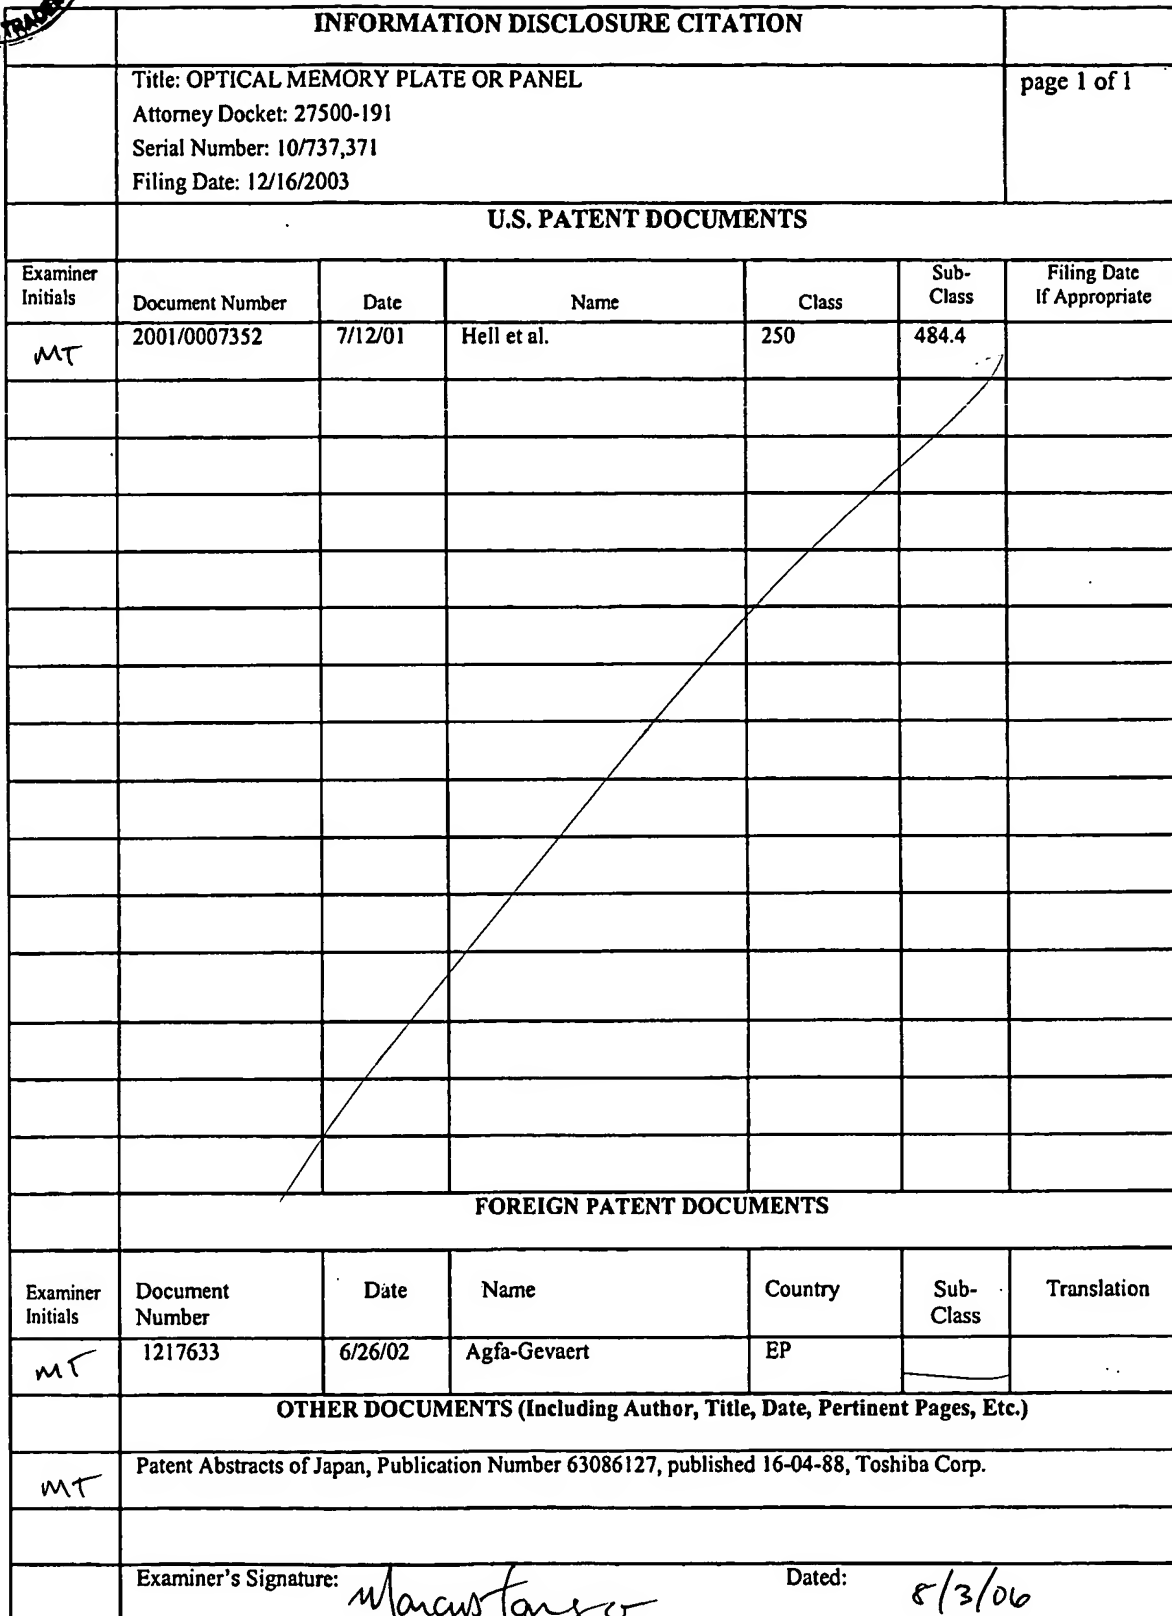 TRADE
INFORMATION DISCLOSURE CITATION
Title: OPTICAL MEMORY PLATE OR PANEL
page 1 of 1
Attorney Docket: 27500-191
Serial Number: 10/737,371
Filing Date: 12/16/2003
U.S. PATENT DOCUMENTS
Examiner Initials Document Number Date Name Class Sub-Class Filing Date If Appropriate
MT 2001/0007352 7/12/01 Hell et al. 250 484.4
FOREIGN PATENT DOCUMENTS
Examiner Initials Document Number Date Name Country Sub-Class Translation
MT 1217633 6/26/02 Agfa-Gevaert EP
OTHER DOCUMENTS (Including Author, Title, Date, Pertinent Pages, Etc.)
MT Patent Abstracts of Japan, Publication Number 63086127, published 16-04-88, Toshiba Corp.
Examiner's Signature: Marcus Dated: 8/3/06